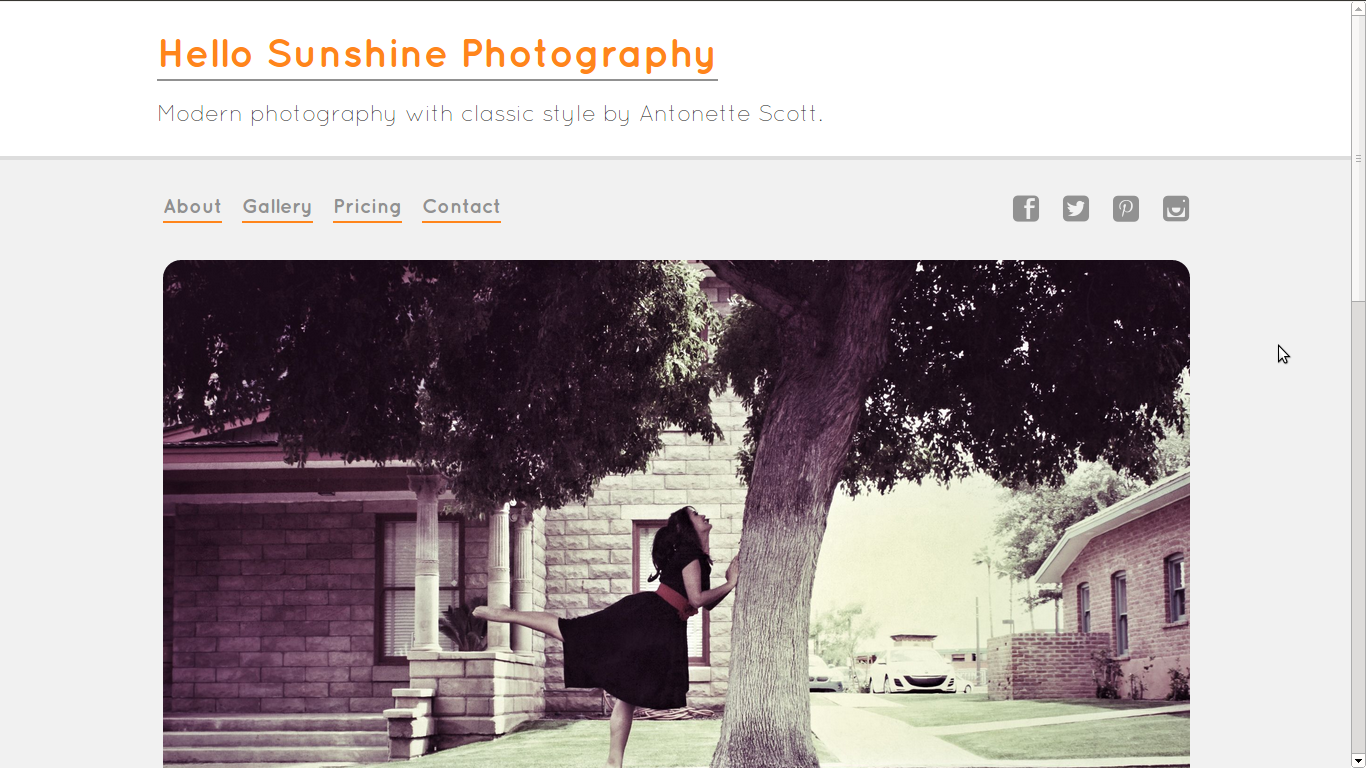 Hello Sunshine Photography
Modern photography with classic style by Antonette Scott.
About Gallery Pricing Contact